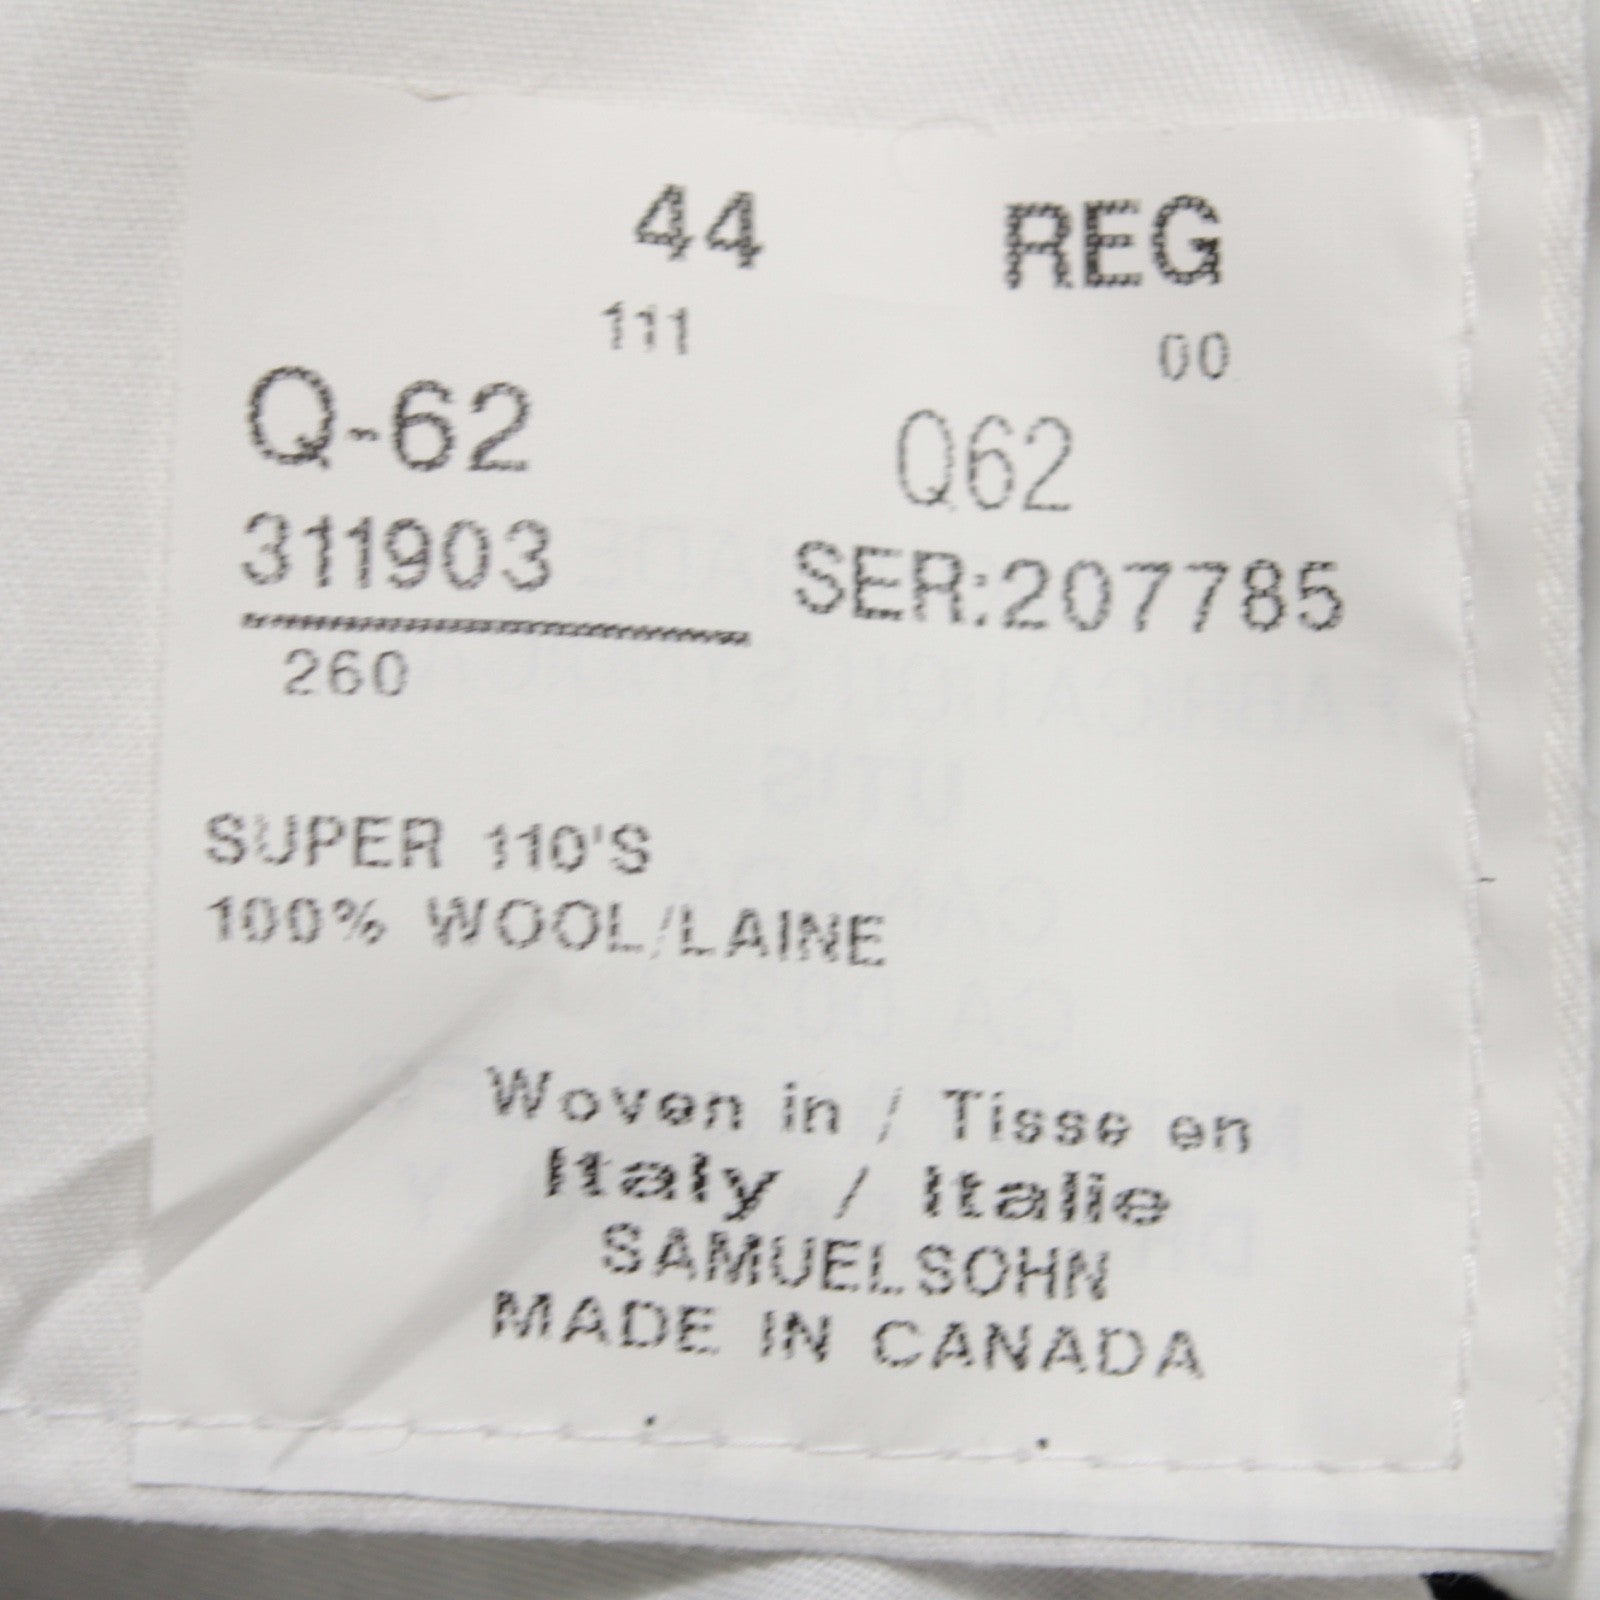 44 REG
111 00
Q-62 Q62
311903 SER:207785
260
SUPER 110'S
100% WOOL/LAINE
Woven in / Tisse en
Italy / Italie
SAMUELSOHN
MADE IN CANADA